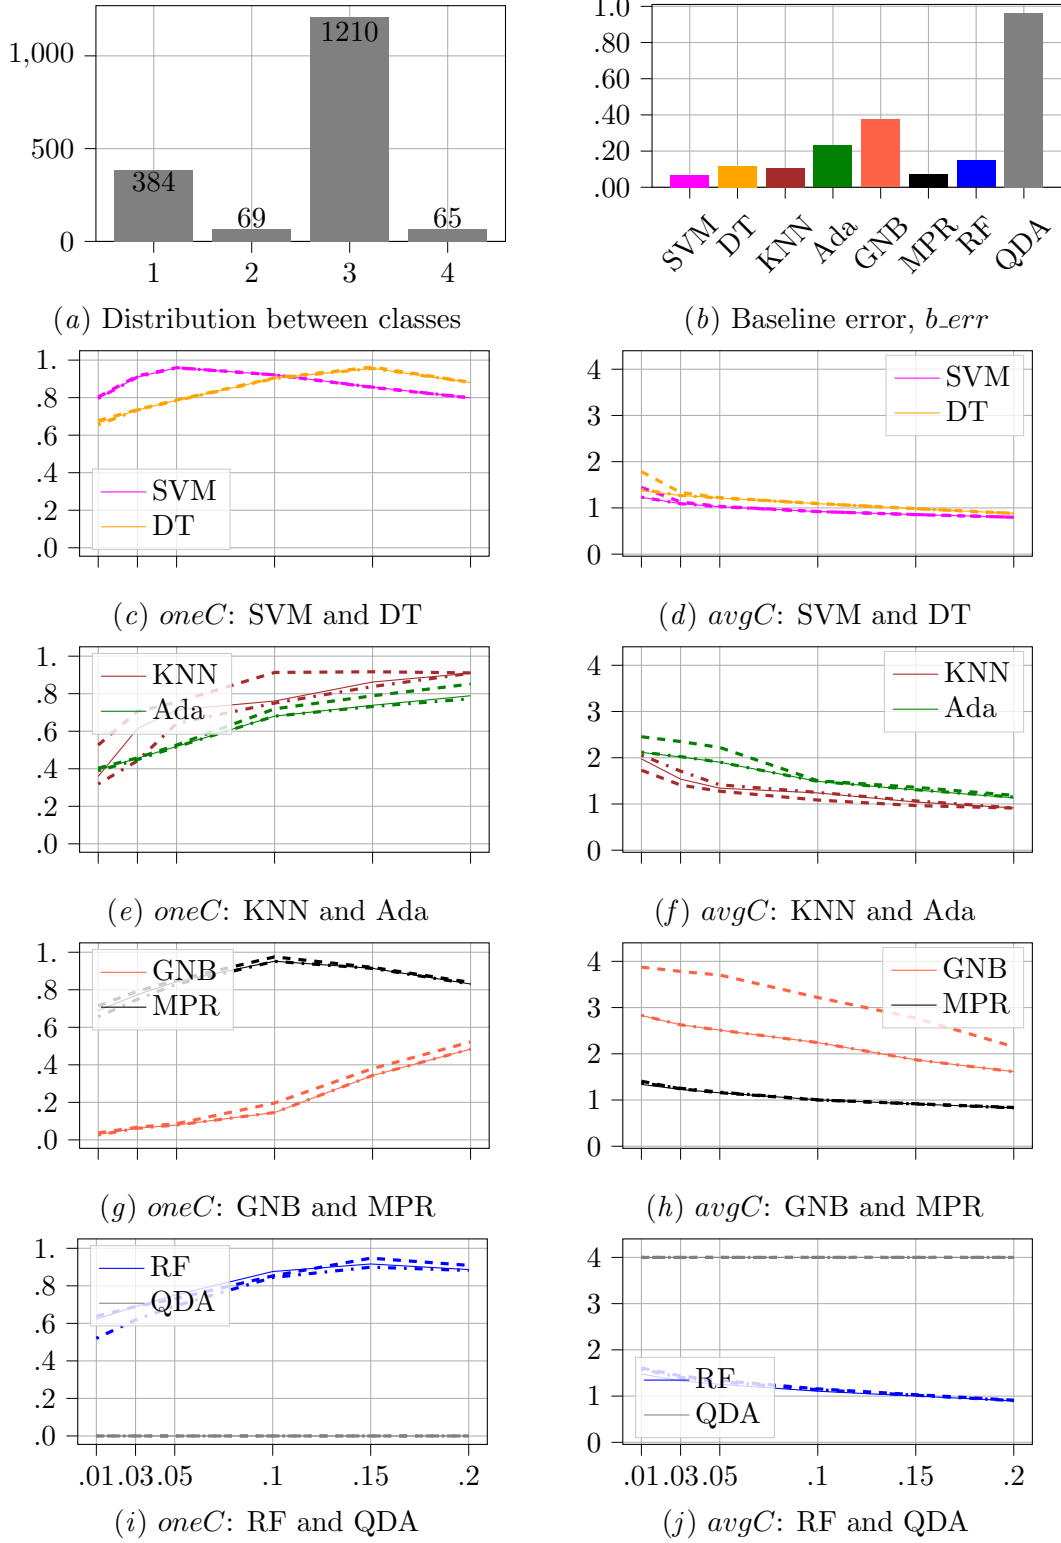 1,000
500
0
384
69
1210
65
1 2 3 4
(a) Distribution between classes
1.0
.80
.60
.40
.20
.00
SVM DT KNN Ada GNB MPR RF QDA
(b) Baseline error, b_err
1.
.8
.6
.4
.2
.0
SVM
DT
(c) oneC: SVM and DT
4
3
2
1
0
SVM
DT
(d) avgC: SVM and DT
1.
.8
.6
.4
.2
.0
KNN
Ada
(e) oneC: KNN and Ada
4
3
2
1
0
KNN
Ada
(f) avgC: KNN and Ada
1.
.8
.6
.4
.2
.0
GNB
MPR
(g) oneC: GNB and MPR
4
3
2
1
0
GNB
MPR
(h) avgC: GNB and MPR
1.
.8
.6
.4
.2
.0
RF
QDA
.01 .03 .05 .1 .15 .2
(i) oneC: RF and QDA
4
3
2
1
0
RF
QDA
.01 .03 .05 .1 .15 .2
(j) avgC: RF and QDA